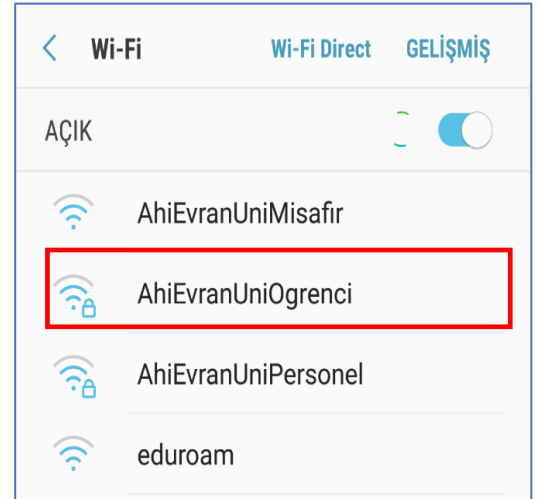 Wi-Fi Wi-Fi Direct GELİŞMİŞ
AÇIK
AhiEvranUniMisafir
AhiEvranUniOgrenci
AhiEvranUniPersonel
eduroam